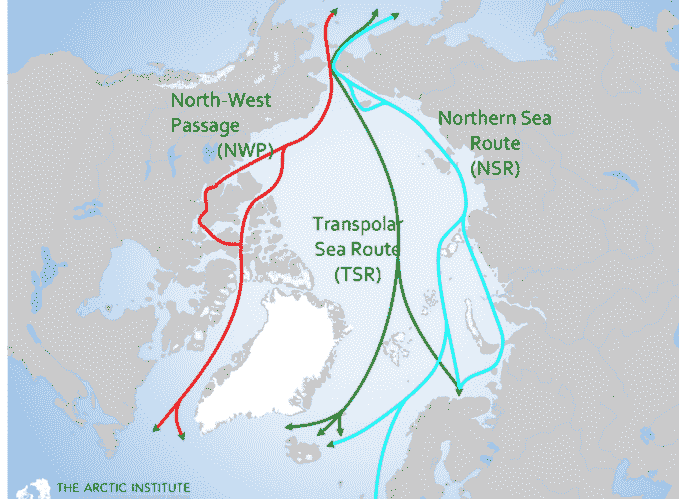 North-West
Passage
(NWP)
Northern Sea
Route
(NSR)
Transpolar
Sea Route
(TSR)
THE ARCTIC INSTITUTE